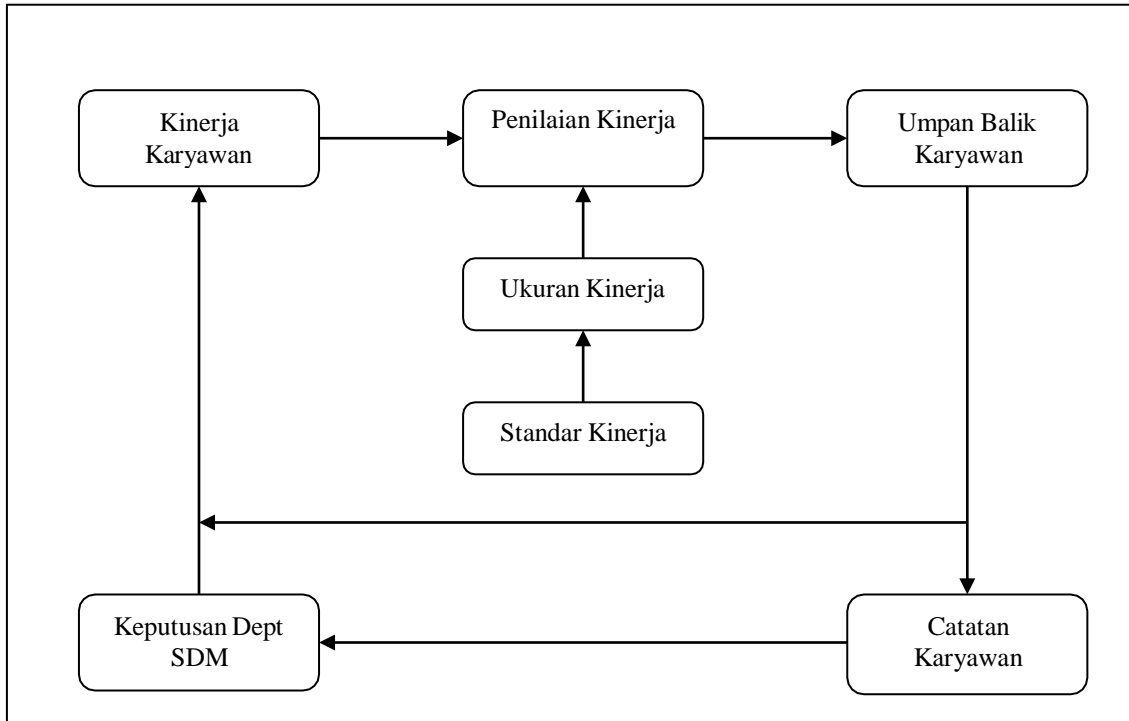 Kinerja
Karyawan
Penilaian Kinerja
Umpan Balik
Karyawan
Ukuran Kinerja
Standar Kinerja
Keputusan Dept
SDM
Catatan
Karyawan